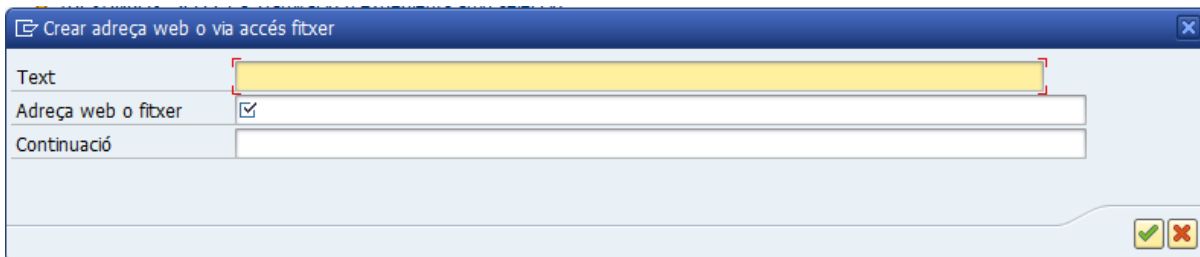 Crear adreça web o via accés fitxer
Text
Adreça web o fitxer
Continuació